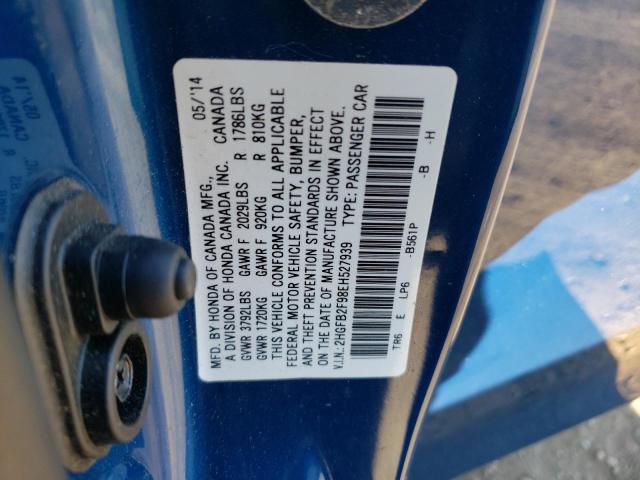 MFD. BY HONDA OF CANADA MFG., 05/'14
A DIVISION OF HONDA CANADA INC. CANADA
GVWR 3792LBS GAWR F 2029LBS R 1786LBS
GVWR 1720KG GAWR F 920KG R 810KG
THIS VEHICLE CONFORMS TO ALL APPLICABLE
FEDERAL MOTOR VEHICLE SAFETY, BUMPER,
AND THEFT PREVENTION STANDARDS IN EFFECT
ON THE DATE OF MANUFACTURE SHOWN ABOVE.
V.I.N.: 2HGFB2F98EH527939 TYPE: PASSENGER CAR
TR6 E LP6 -B561P -B -H